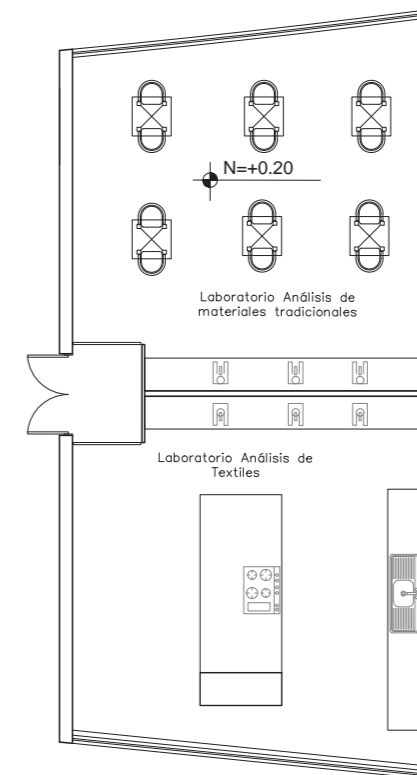 N=+0.20
Laboratorio Análisis de
materiales tradicionales
Laboratorio Análisis de
Textiles